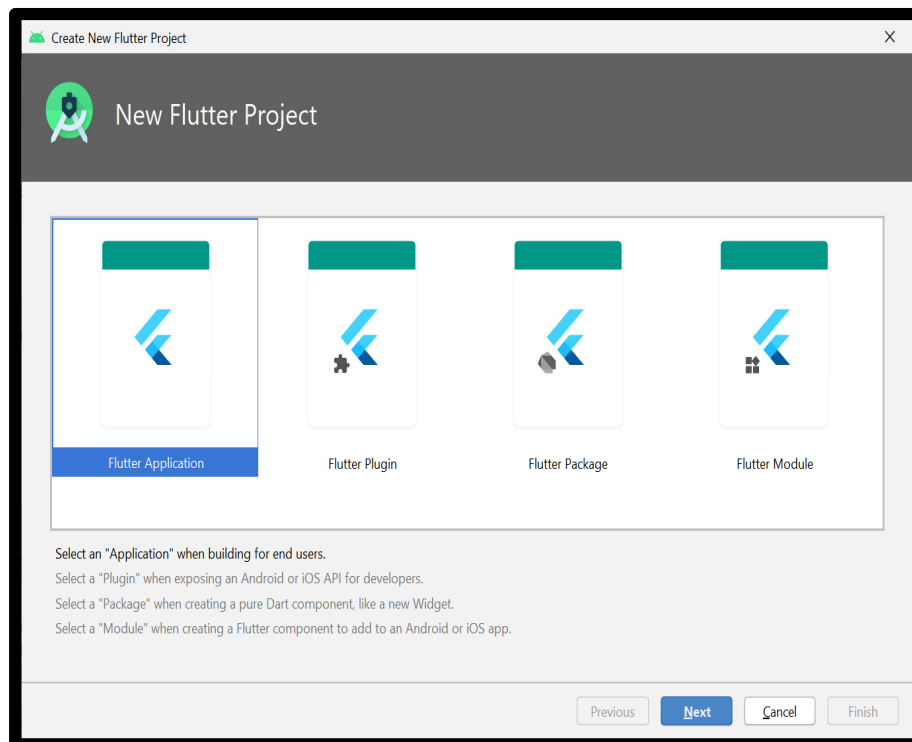 Create New Flutter Project
X
New Flutter Project
Flutter Application
Flutter Plugin
Flutter Package
Flutter Module
Select an "Application" when building for end users.
Select a "Plugin" when exposing an Android or iOS API for developers.
Select a "Package" when creating a pure Dart component, like a new Widget.
Select a "Module" when creating a Flutter component to add to an Android or iOS app.
Previous
Next
Cancel
Finish